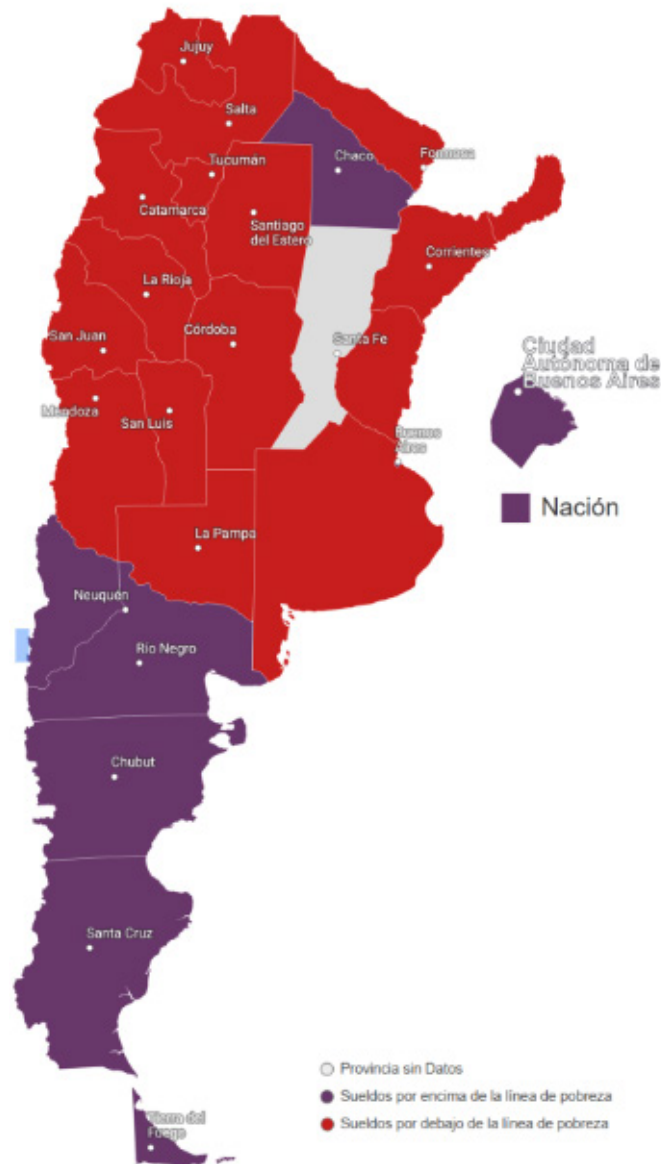 Jujuy
Salta
Tucumán
Chaco
Formosa
Catamarca
Santiago
del Estero
Corrientes
La Rioja
San Juan
Córdoba
Santa Fe
Ciudad
Autónoma de
Buenos Aires
Mendoza
San Luis
Buenos
Aires
Nación
La Pampa
Neuquén
Río Negro
Chubut
Santa Cruz
Provincia sin Datos
Sueldos por encima de la línea de pobreza
Sueldos por debajo de la línea de pobreza
Tierra del
Fuego